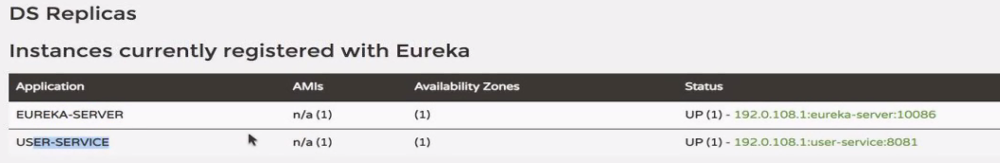 DS Replicas
Instances currently registered with Eureka
Application AMIs Availability Zones Status
EUREKA-SERVER n/a (1) (1) UP (1) - 192.0.108.1:eureka-server:10086
USER-SERVICE n/a (1) (1) UP (1) - 192.0.108.1:user-service:8081